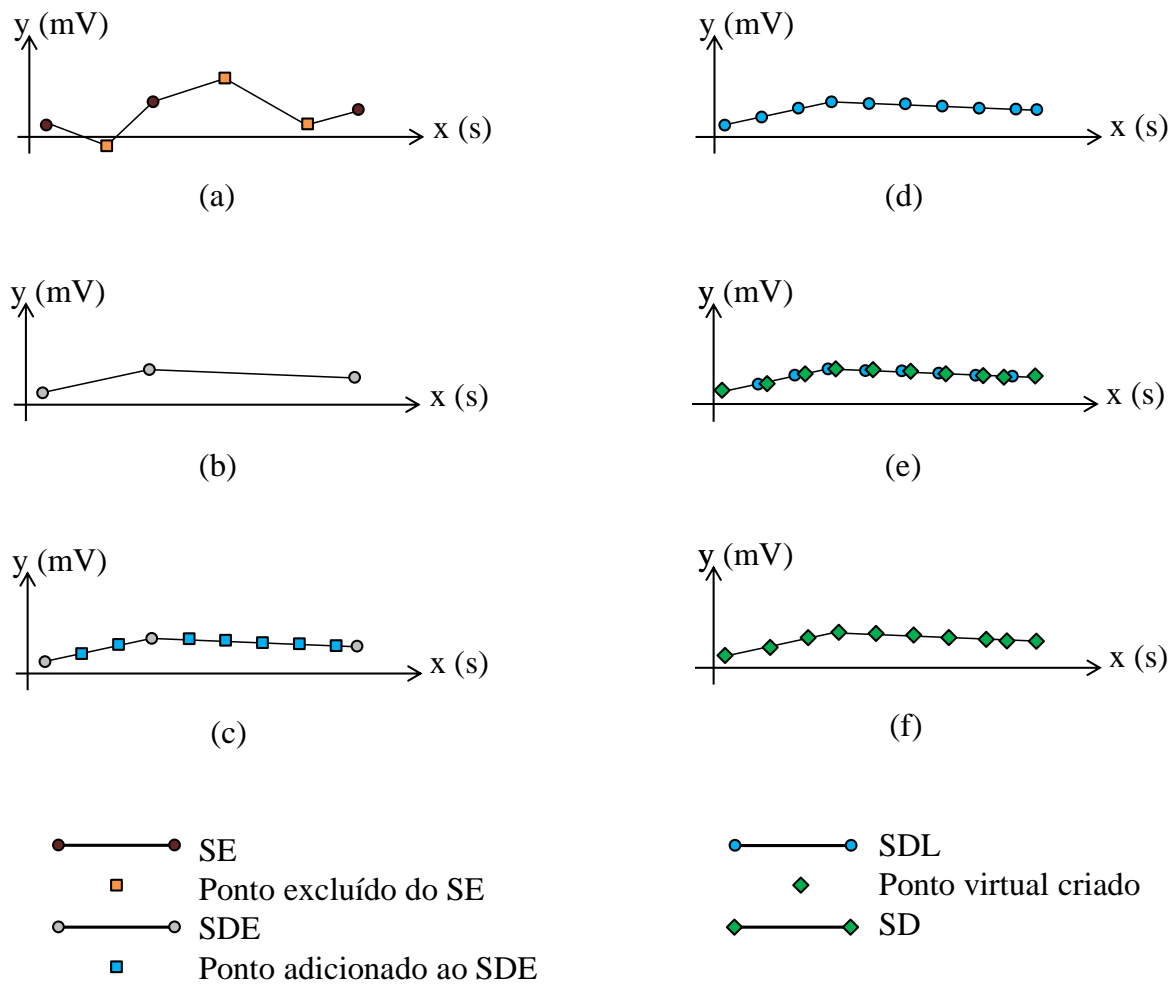 y (mV)
x (s)
(a)
y (mV)
x (s)
(b)
y (mV)
x (s)
(c)
SE
Ponto excluído do SE
SDE
Ponto adicionado ao SDE
y (mV)
x (s)
(d)
y (mV)
x (s)
(e)
y (mV)
x (s)
(f)
SDL
Ponto virtual criado
SD